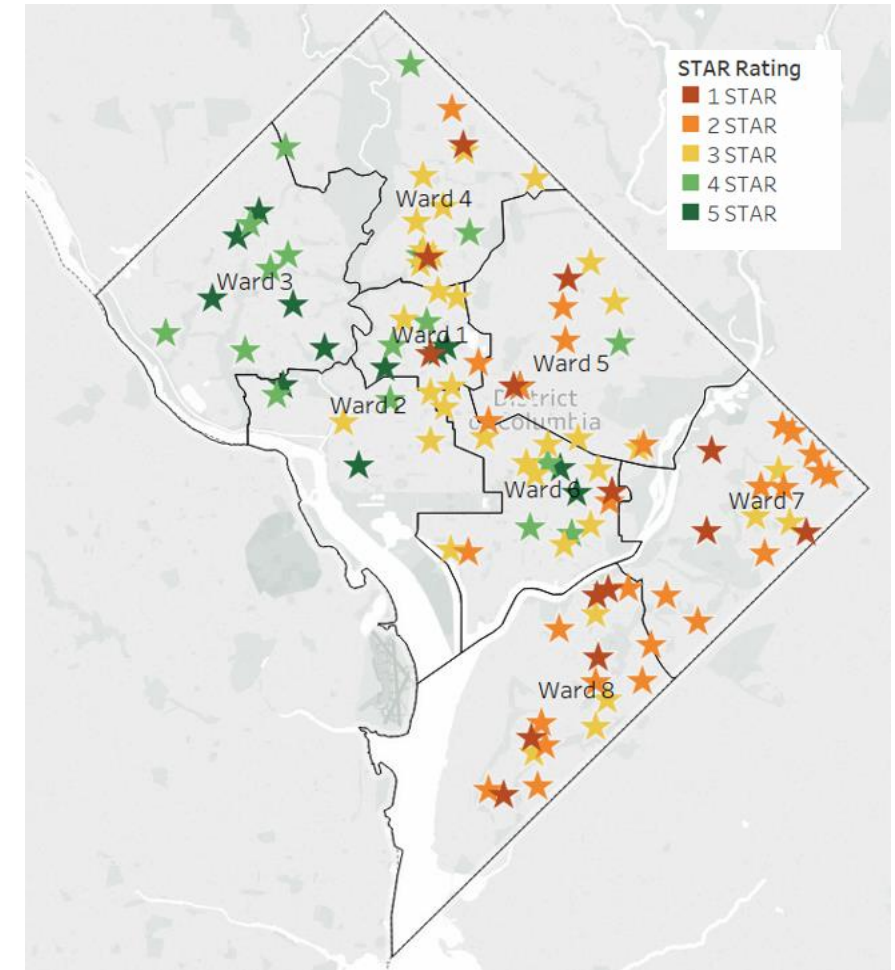 STAR Rating
1 STAR
2 STAR
3 STAR
4 STAR
5 STAR
Ward 4
Ward 3
Ward 1
Ward 5
Ward 2
District
of Columbia
Ward 6
Ward 7
Ward 8